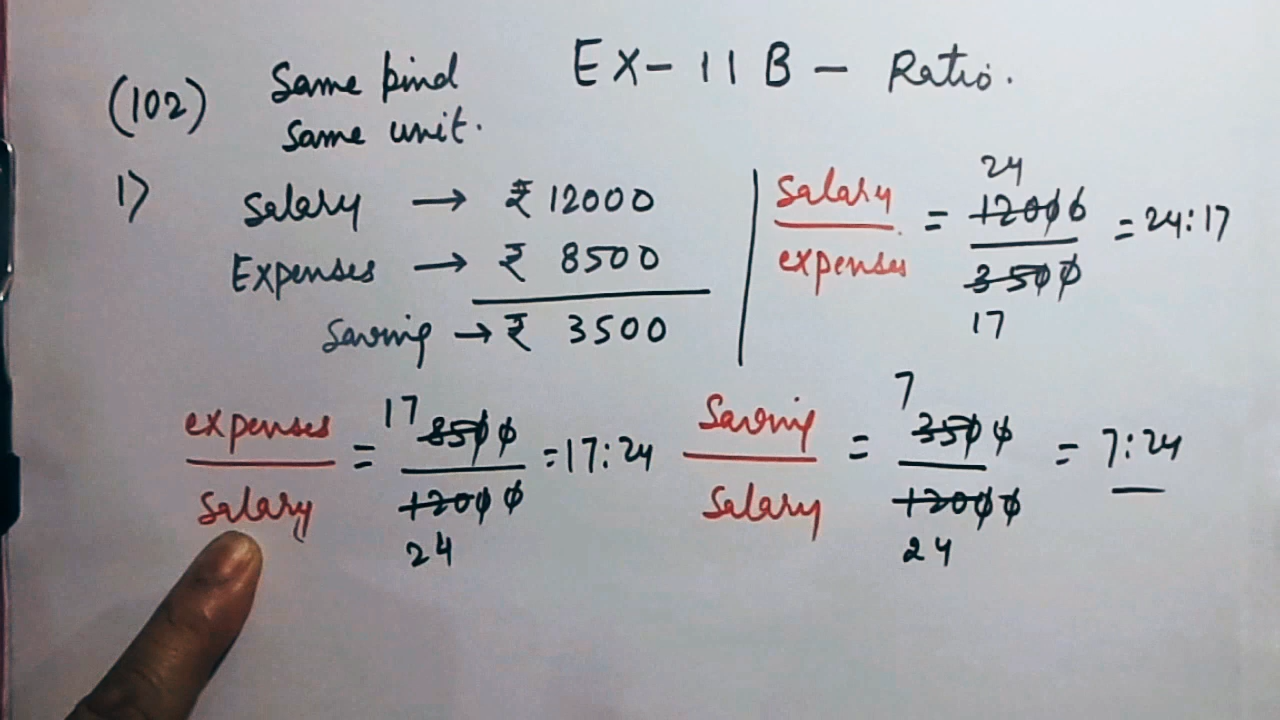 Ex-11 B - Ratio.
(102) Same kind
Same unit.
1)
Salary → ₹ 12000
Expenses → ₹ 8500
Saving → ₹ 3500
24
Salary / expenses = 12000 / 3500 = 24:17
17
17
expenses / Salary = 8500 / 12000 = 17:24
24
7
Saving / Salary = 3500 / 12000 = 7:24
24